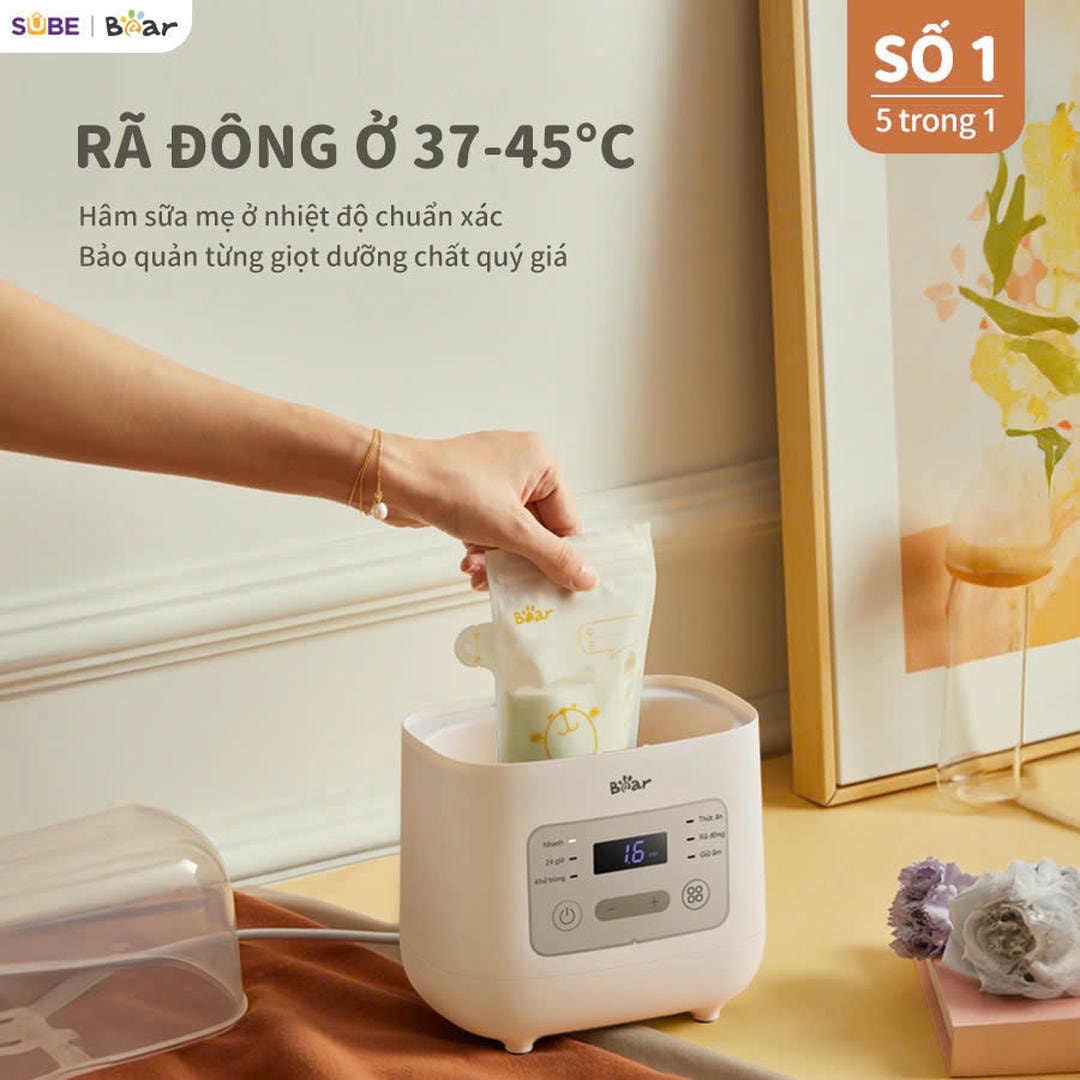 SUBE | Bear
SỐ 1
5 trong 1
RÃ ĐÔNG Ở 37-45°C
Hâm sữa mẹ ở nhiệt độ chuẩn xác
Bảo quản từng giọt dưỡng chất quý giá
Bear
Bear
Nhanh
24 giờ
Khử trùng
1.6
Thức ăn
Rã đông
Giữ ấm